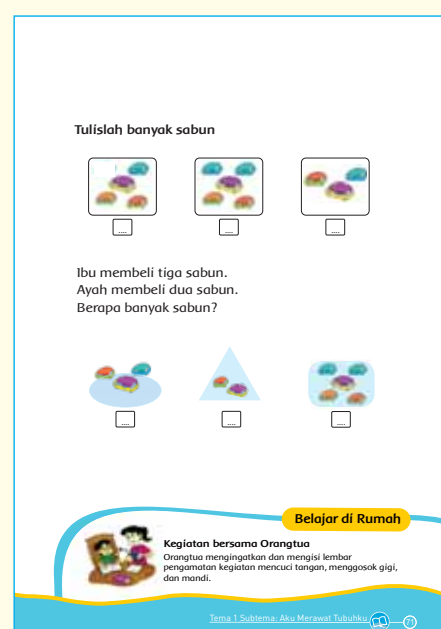 Tulislah banyak sabun
.... .... ....
Ibu membeli tiga sabun.
Ayah membeli dua sabun.
Berapa banyak sabun?
.... .... ....
Belajar di Rumah
Kegiatan bersama Orangtua
Orangtua mengingatkan dan mengisi lembar
pengamatan kegiatan mencuci tangan, menggosok gigi,
dan mandi.
Tema 1 Subtema: Aku Merawat Tubuhku 71